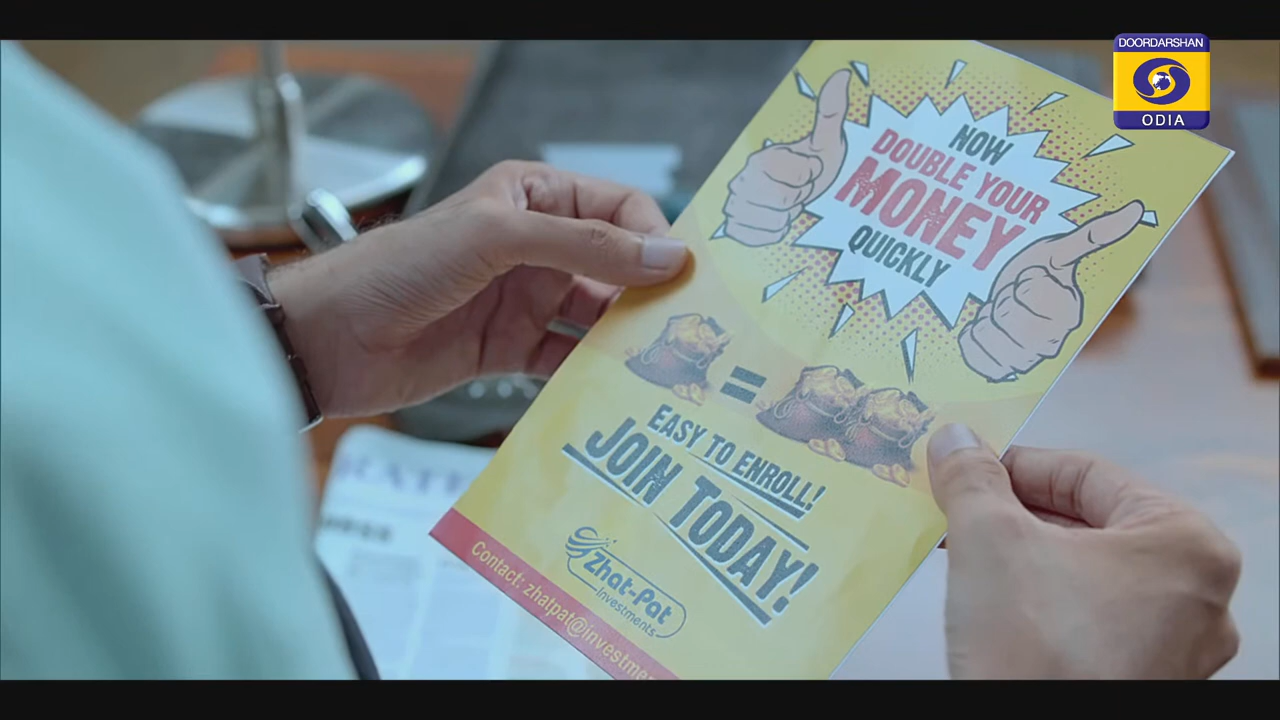 DOORDARSHAN
ODIA
NOW
DOUBLE YOUR
MONEY
QUICKLY
=
EASY TO ENROLL!
JOIN TODAY!
Zhat-Pat
Investments
Contact: zhatpat@investme